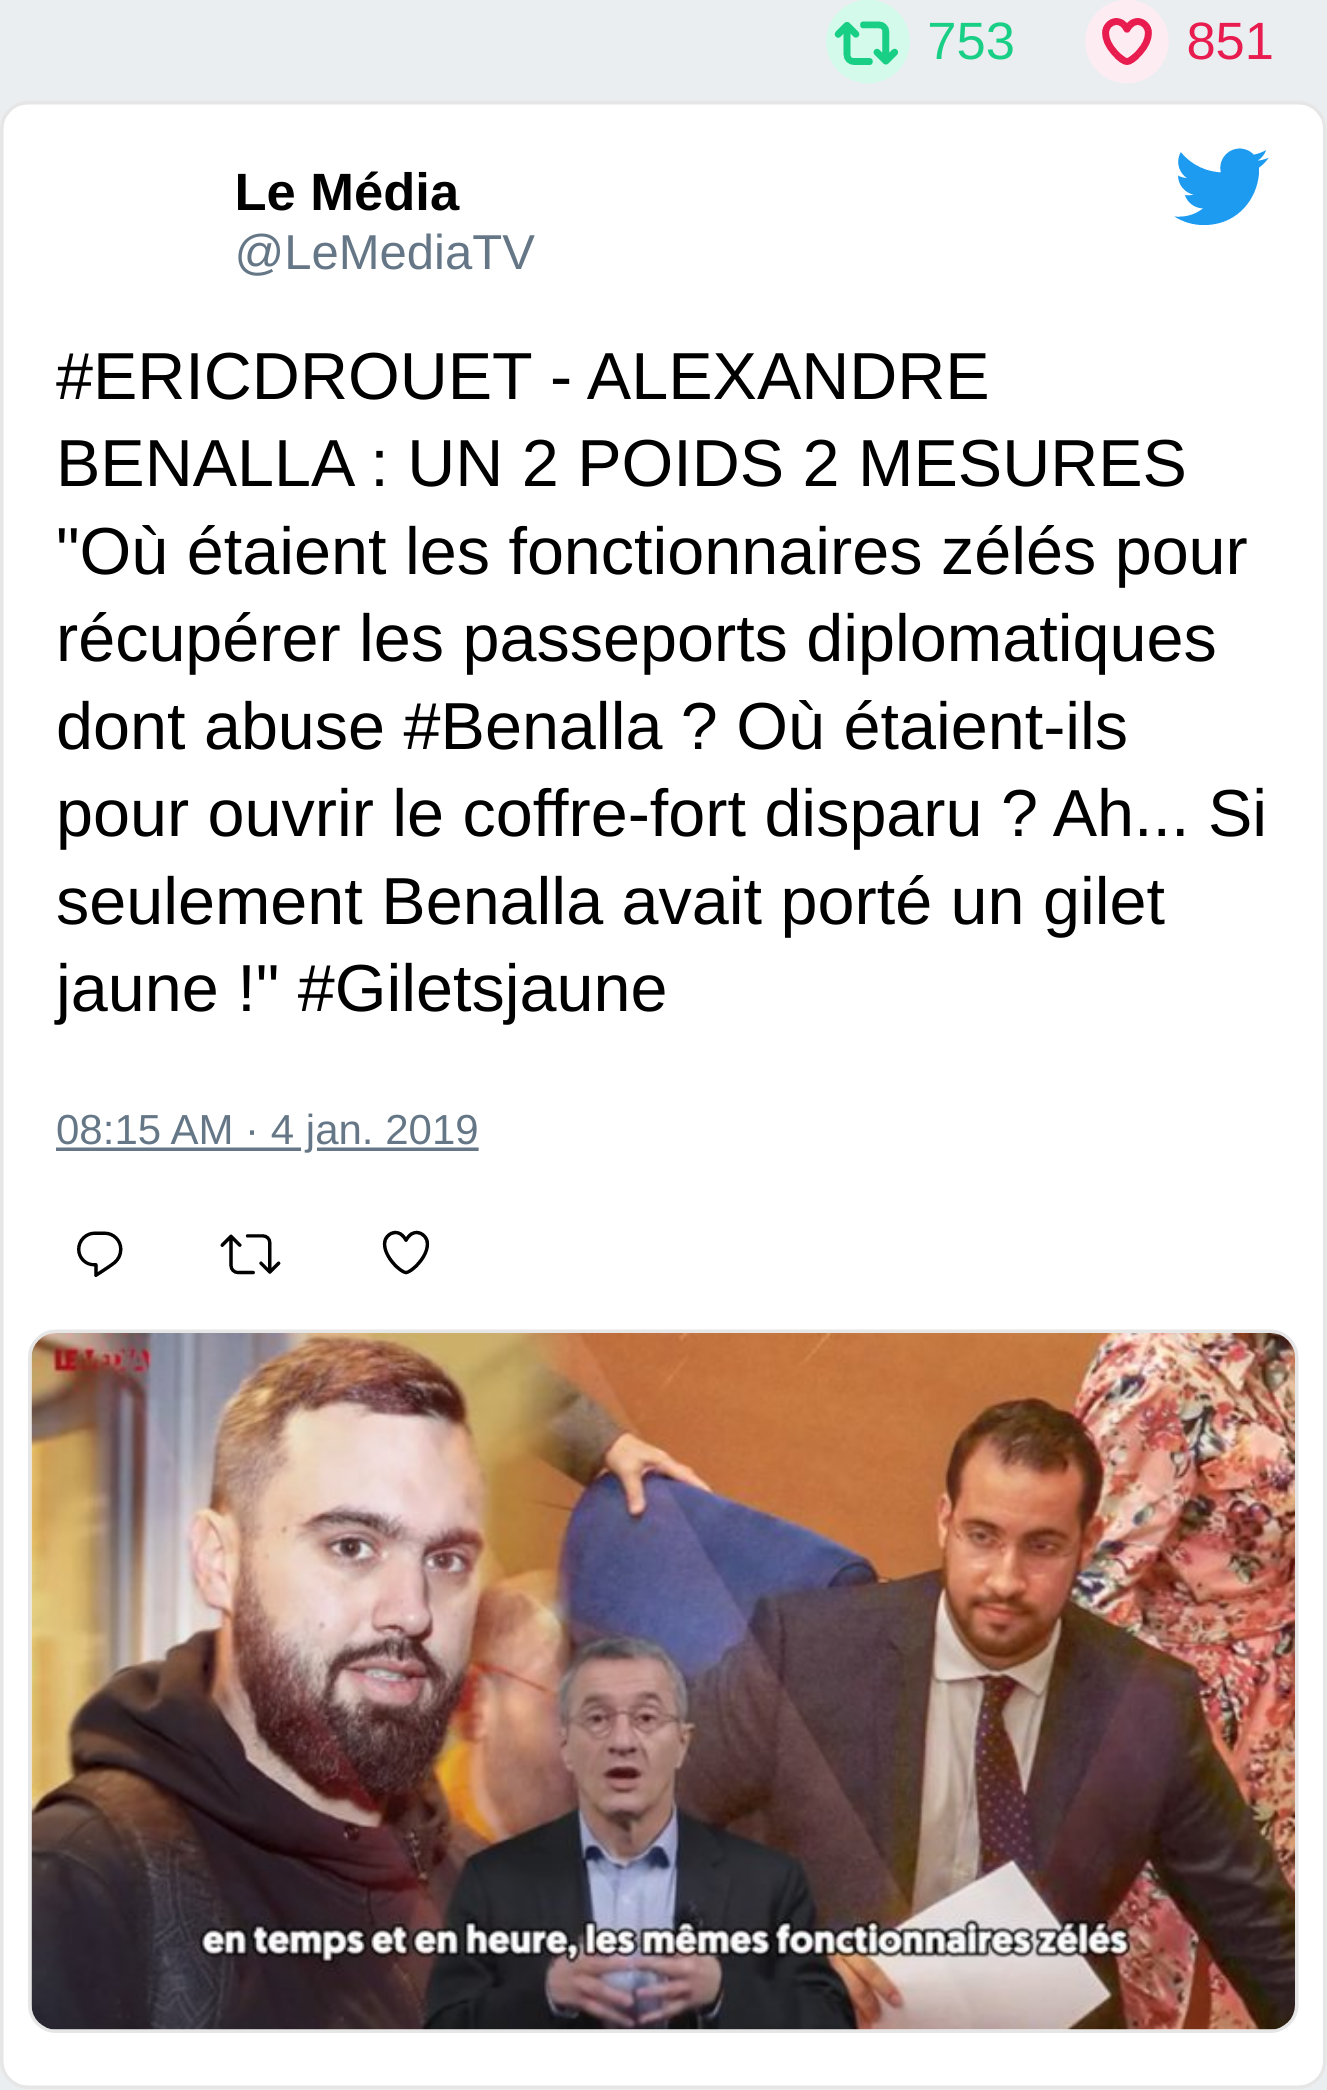 753 851
Le Média
@LeMediaTV
#ERICDROUET - ALEXANDRE
BENALLA : UN 2 POIDS 2 MESURES
"Où étaient les fonctionnaires zélés pour
récupérer les passeports diplomatiques
dont abuse #Benalla ? Où étaient-ils
pour ouvrir le coffre-fort disparu ? Ah... Si
seulement Benalla avait porté un gilet
jaune !" #Giletsjaune
08:15 AM · 4 jan. 2019
LE MÉDIA
en temps et en heure, les mêmes fonctionnaires zélés